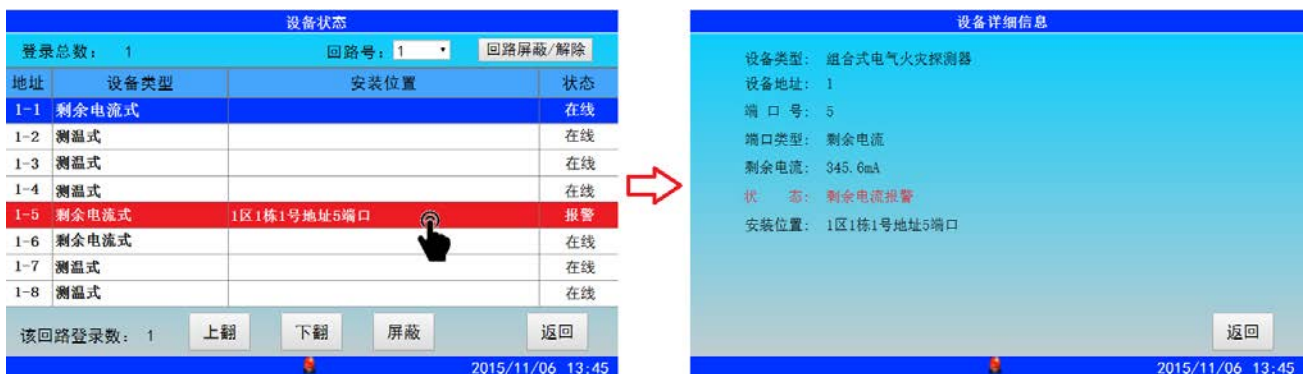 设备状态
登录总数： 1 回路号： 1 回路屏蔽/解除
地址 设备类型 安装位置 状态
1-1 剩余电流式 在线
1-2 测温式 在线
1-3 测温式 在线
1-4 测温式 在线
1-5 剩余电流式 1区1栋1号地址5端口 报警
1-6 剩余电流式 在线
1-7 测温式 在线
1-8 测温式 在线
该回路登录数： 1 上翻 下翻 屏蔽 返回
2015/11/06 13:45
设备详细信息
设备类型： 组合式电气火灾探测器
设备地址： 1
端 口 号： 5
端口类型： 剩余电流
剩余电流： 345.6mA
状 态： 剩余电流报警
安装位置： 1区1栋1号地址5端口
返回
2015/11/06 13:45